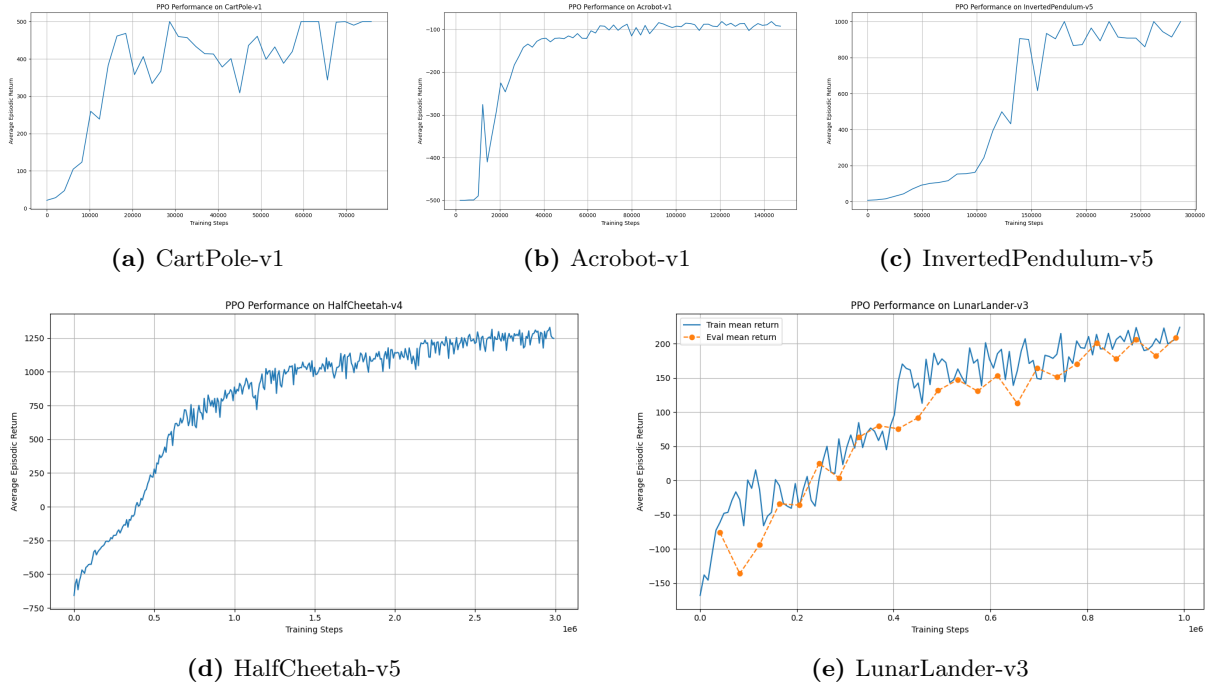 PPO Performance on CartPole-v1
500
400
300
200
100
0
Average Episodic Return
0 10000 20000 30000 40000 50000 60000 70000
Training Steps
(a) CartPole-v1
PPO Performance on Acrobot-v1
−100
−200
−300
−400
−500
Average Episodic Return
0 20000 40000 60000 80000 100000 120000 140000
Training Steps
(b) Acrobot-v1
PPO Performance on InvertedPendulum-v5
1000
800
600
400
200
0
Average Episodic Return
0 50000 100000 150000 200000 250000 300000
Training Steps
(c) InvertedPendulum-v5
PPO Performance on HalfCheetah-v4
1250
1000
750
500
250
0
−250
−500
−750
Average Episodic Return
0.0 0.5 1.0 1.5 2.0 2.5 3.0
1e6
Training Steps
(d) HalfCheetah-v5
PPO Performance on LunarLander-v3
Train mean return
Eval mean return
200
150
100
50
0
−50
−100
−150
Average Episodic Return
0.0 0.2 0.4 0.6 0.8 1.0
1e6
Training Steps
(e) LunarLander-v3